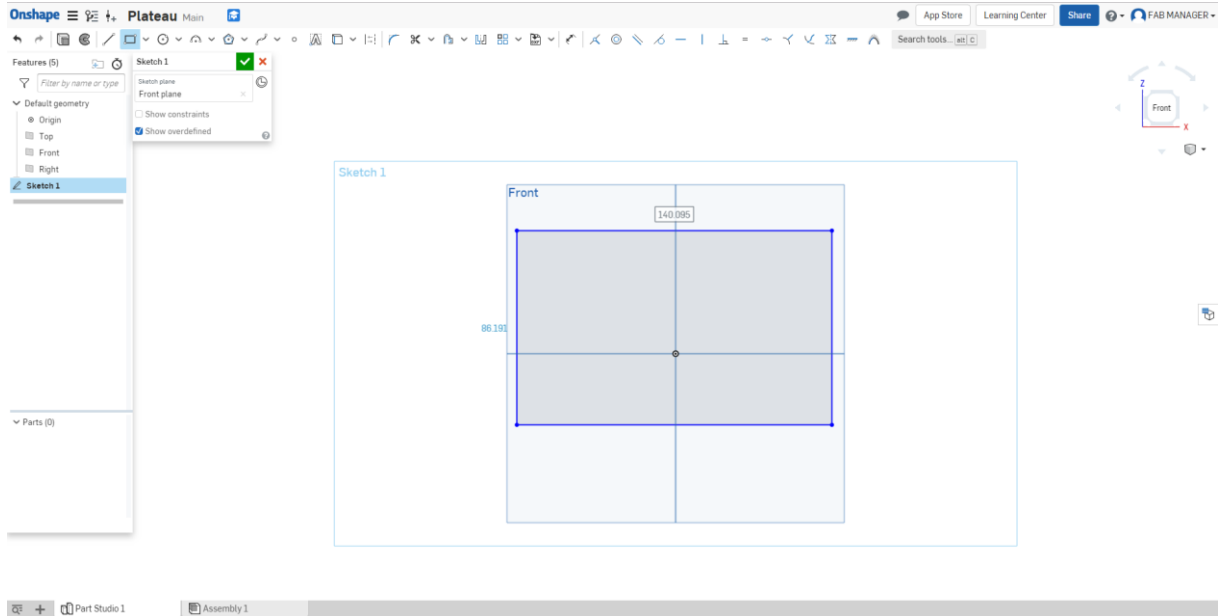 Onshape Plateau Main App Store Learning Center Share FAB MANAGER
Search tools... alt C
Features (5)
Filter by name or type
Default geometry
Origin
Top
Front
Right
Sketch 1
Parts (0)
Sketch 1
Sketch plane
Front plane
Show constraints
Show overdefined
Z
Front
X
Sketch 1
Front
140.095
86.191
Part Studio 1 Assembly 1